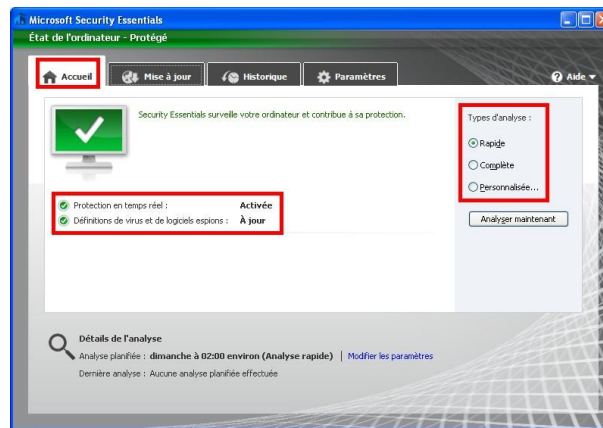 Microsoft Security Essentials
État de l'ordinateur - Protégé
Accueil
Mise à jour
Historique
Paramètres
Aide
Security Essentials surveille votre ordinateur et contribue à sa protection.
Types d'analyse :
Rapide
Complète
Personnalisée...
Analyser maintenant
Protection en temps réel : Activée
Définitions de virus et de logiciels espions : À jour
Détails de l'analyse
Analyse planifiée : dimanche à 02:00 environ (Analyse rapide) | Modifier les paramètres
Dernière analyse : Aucune analyse planifiée effectuée